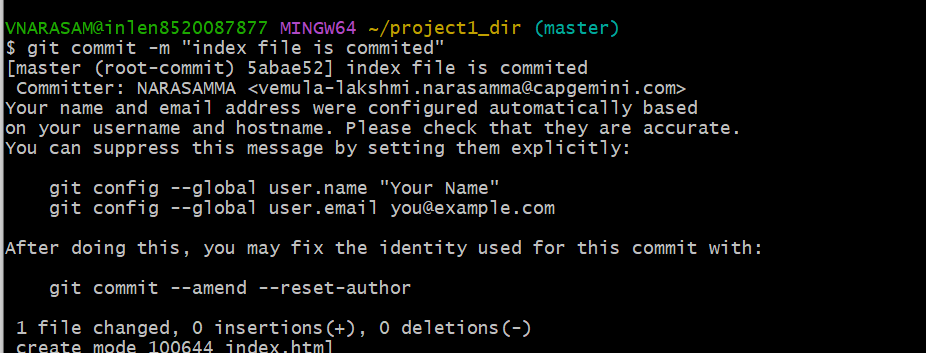 VNARASAM@inlen8520087877 MINGW64 ~/project1_dir (master)
$ git commit -m "index file is commited"
[master (root-commit) 5abae52] index file is commited
 Committer: NARASAMMA <vemula-lakshmi.narasamma@capgemini.com>
Your name and email address were configured automatically based
on your username and hostname. Please check that they are accurate.
You can suppress this message by setting them explicitly:

    git config --global user.name "Your Name"
    git config --global user.email you@example.com

After doing this, you may fix the identity used for this commit with:

    git commit --amend --reset-author

 1 file changed, 0 insertions(+), 0 deletions(-)
 create mode 100644 index.html